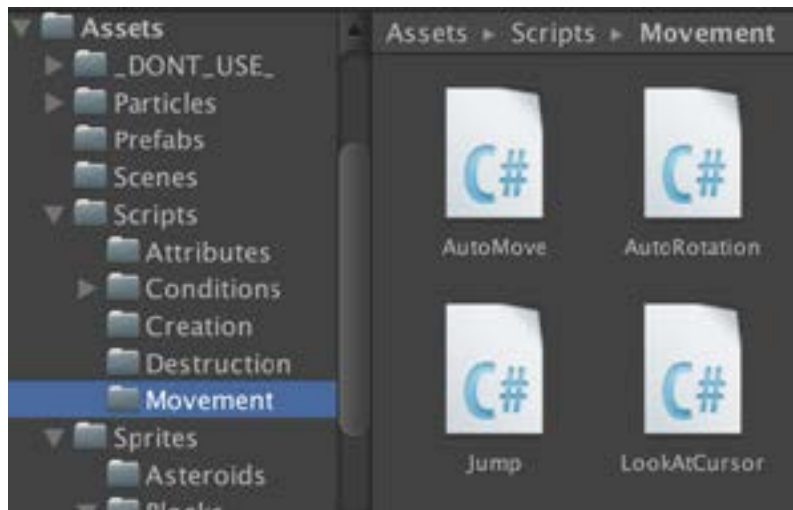 Assets
_DONT_USE_
Particles
Prefabs
Scenes
Scripts
Attributes
Conditions
Creation
Destruction
Movement
Sprites
Asteroids
Assets ▸ Scripts ▸ Movement
C#
C#
AutoMove
AutoRotation
C#
C#
Jump
LookAtCursor